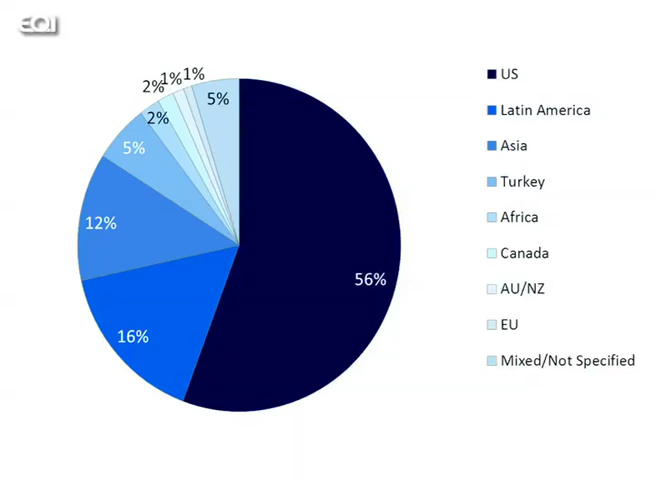 EQI
2%
1%
1%
5%
2%
5%
12%
16%
56%
US
Latin America
Asia
Turkey
Africa
Canada
AU/NZ
EU
Mixed/Not Specified